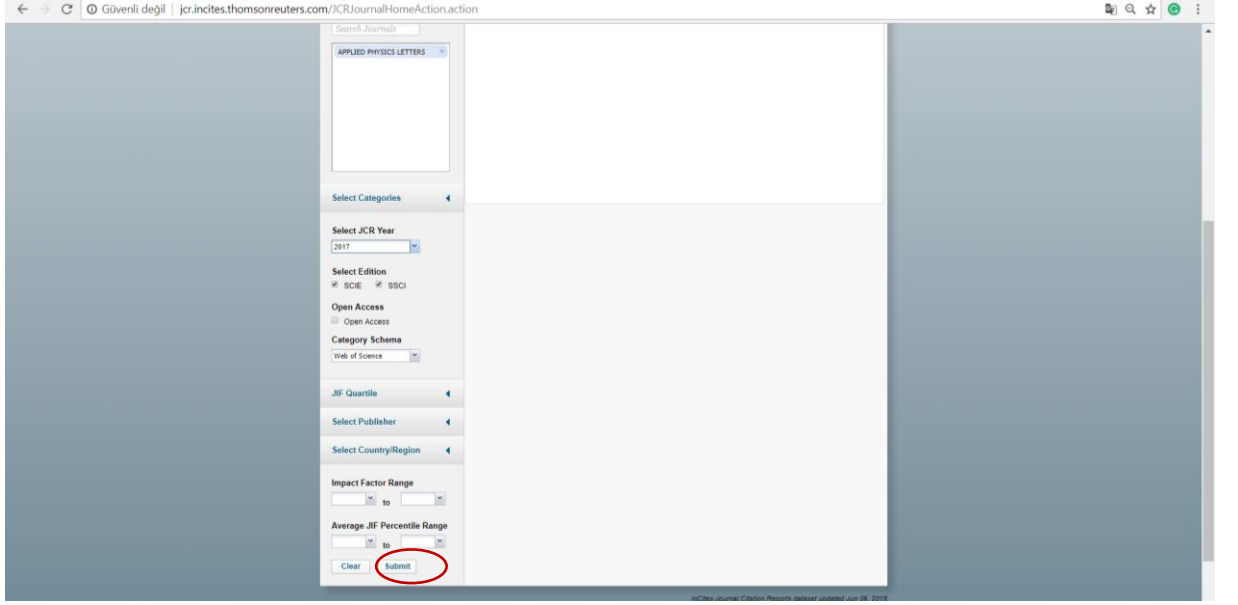 Güvenli değil | jcr.incites.thomsonreuters.com/JCRJournalHomeAction.action
Search Journals
APPLIED PHYSICS LETTERS
Select Categories
Select JCR Year
2017
Select Edition
SCIE SSCI
Open Access
Open Access
Category Schema
Web of Science
JIF Quartile
Select Publisher
Select Country/Region
Impact Factor Range
to
Average JIF Percentile Range
to
Clear Submit
InCites Journal Citation Reports dataset updated Jun 06, 2018